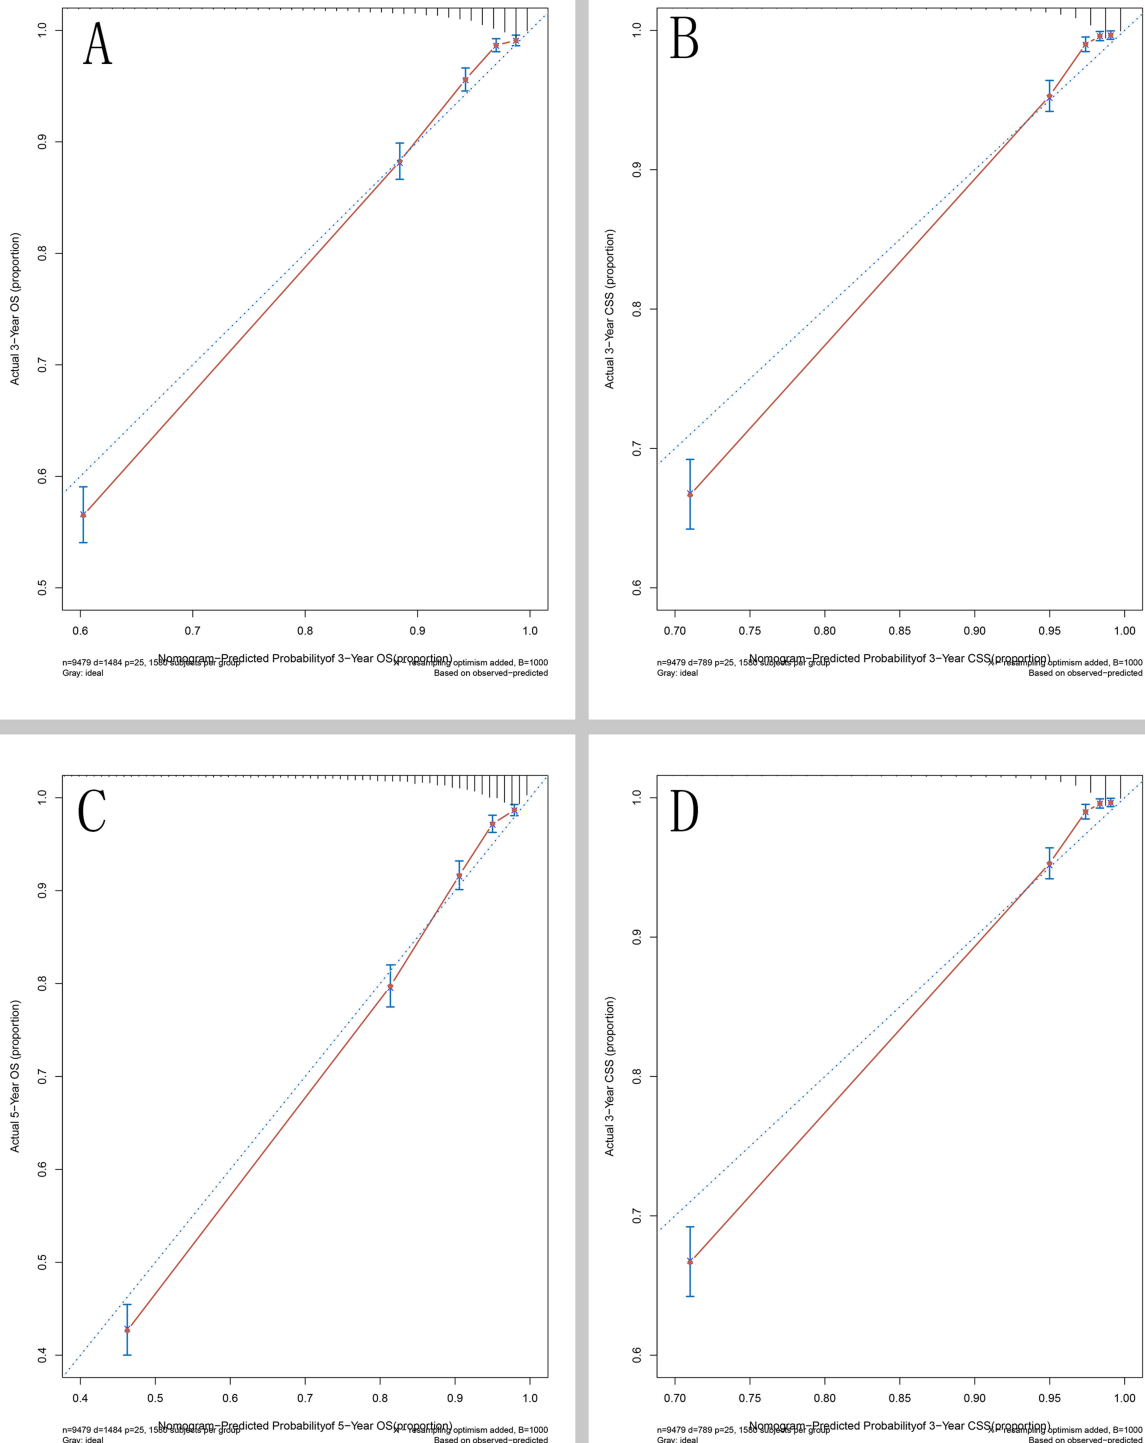 A
1.0
0.9
0.8
0.7
0.6
0.5
Actual 3−Year OS (proportion)
0.6 0.7 0.8 0.9 1.0
Nomogram−Predicted Probabilityof 3−Year OS(proportion)
n=9479 d=1484 p=25, 1580 subjects per group
Gray: ideal
X − resampling optimism added, B=1000
Based on observed−predicted
B
1.0
0.9
0.8
0.7
0.6
Actual 3−Year CSS (proportion)
0.70 0.75 0.80 0.85 0.90 0.95 1.00
Nomogram−Predicted Probabilityof 3−Year CSS(proportion)
n=9479 d=789 p=25, 1580 subjects per group
Gray: ideal
X − resampling optimism added, B=1000
Based on observed−predicted
C
1.0
0.9
0.8
0.7
0.6
0.5
0.4
Actual 5−Year OS (proportion)
0.4 0.5 0.6 0.7 0.8 0.9 1.0
Nomogram−Predicted Probabilityof 5−Year OS(proportion)
n=9479 d=1484 p=25, 1580 subjects per group
Gray: ideal
X − resampling optimism added, B=1000
Based on observed−predicted
D
1.0
0.9
0.8
0.7
0.6
Actual 3−Year CSS (proportion)
0.70 0.75 0.80 0.85 0.90 0.95 1.00
Nomogram−Predicted Probabilityof 3−Year CSS(proportion)
n=9479 d=789 p=25, 1580 subjects per group
Gray: ideal
X − resampling optimism added, B=1000
Based on observed−predicted